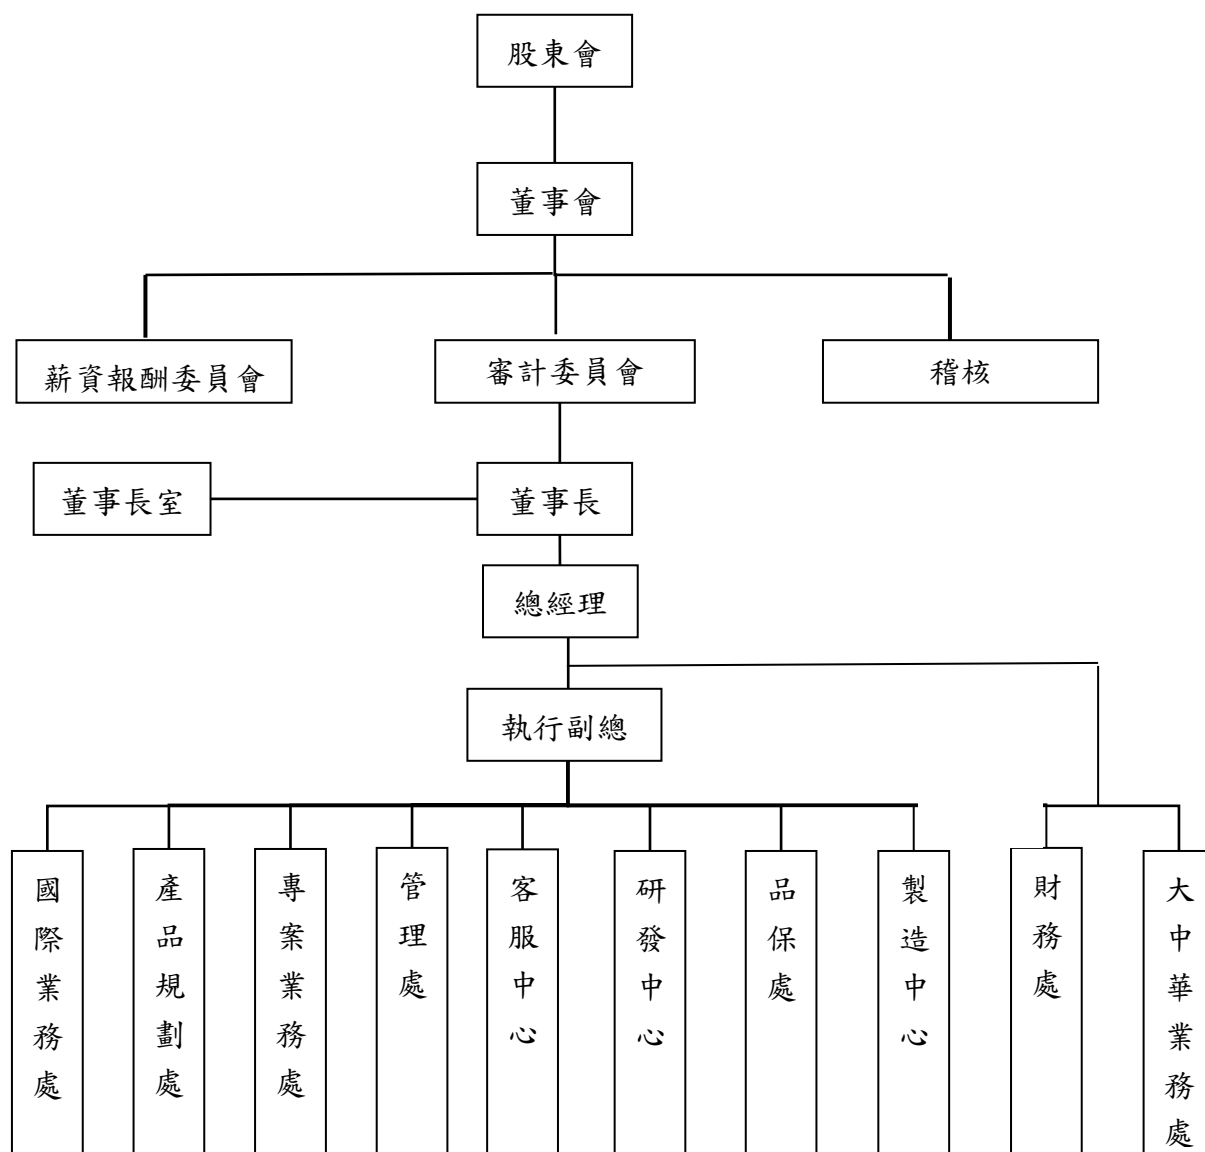 股東會
董事會
薪資報酬委員會
審計委員會
稽核
董事長室
董事長
總經理
執行副總
國際業務處
產品規劃處
專案業務處
管理處
客服中心
研發中心
品保處
製造中心
財務處
大中華業務處